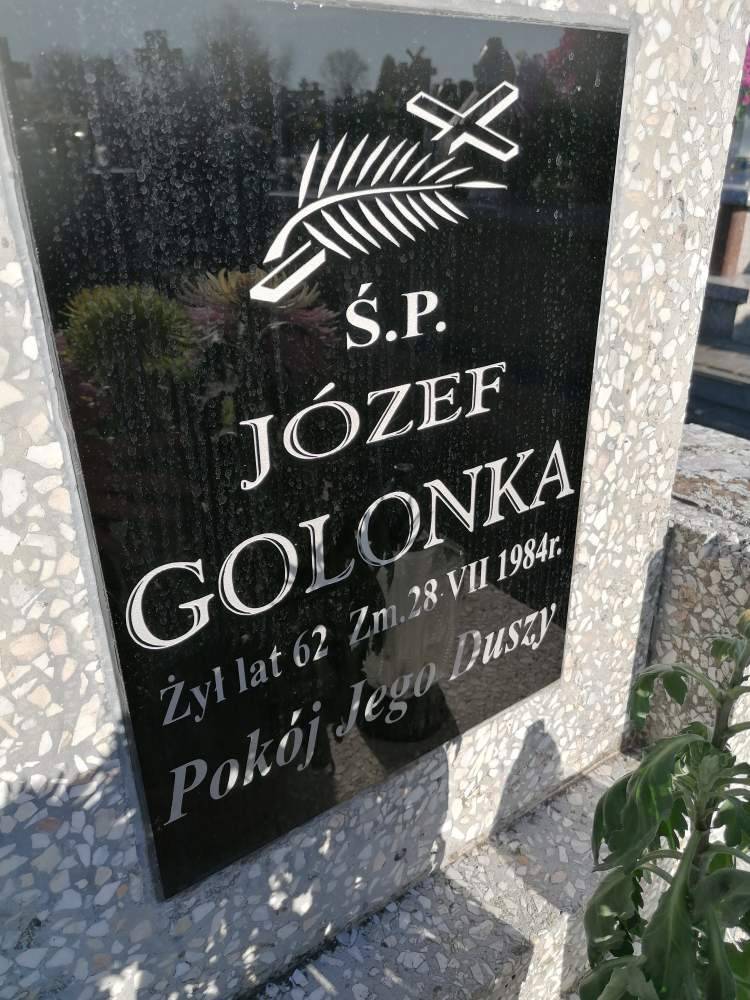 Ś.P.
JÓZEF
GOLONKA
Żył lat 62 Zm. 28 VII 1984r.
Pokój Jego Duszy